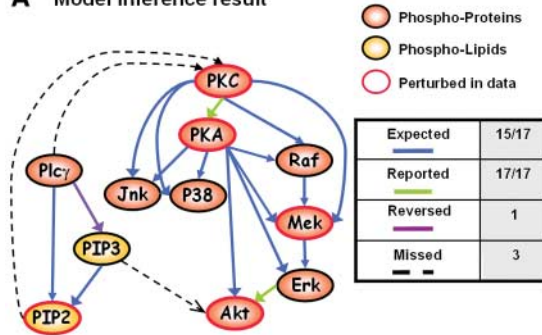 A Model inference result
Phospho-Proteins
Phospho-Lipids
Perturbed in data
PKC
PKA
Raf
Plcγ
Jnk
P38
Mek
PIP3
Erk
PIP2
Akt
Expected 15/17
Reported 17/17
Reversed 1
Missed 3